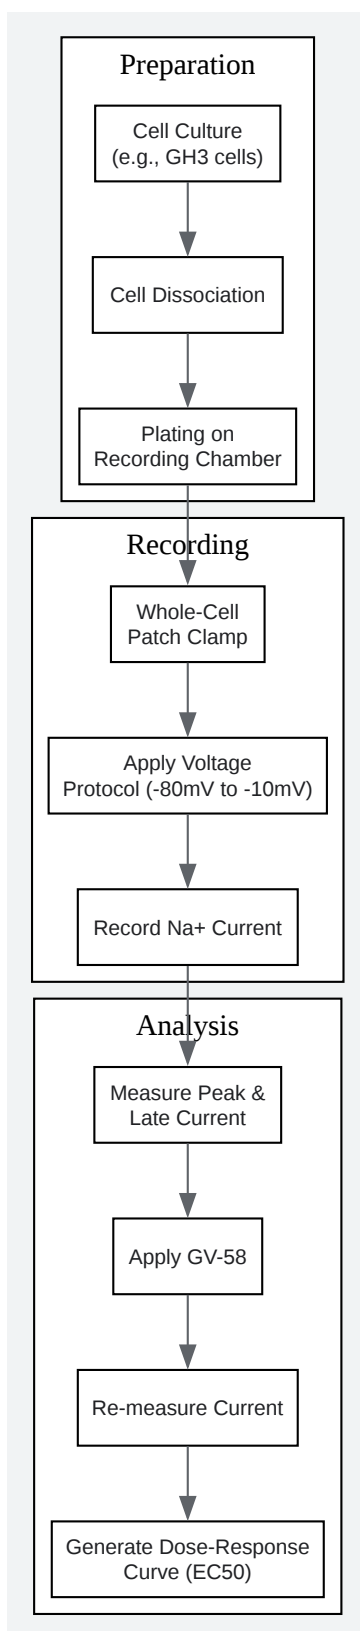 Preparation
Cell Culture
(e.g., GH3 cells)
Cell Dissociation
Plating on
Recording Chamber
Recording
Whole-Cell
Patch Clamp
Apply Voltage
Protocol (-80mV to -10mV)
Record Na+ Current
Analysis
Measure Peak &
Late Current
Apply GV-58
Re-measure Current
Generate Dose-Response
Curve (EC50)